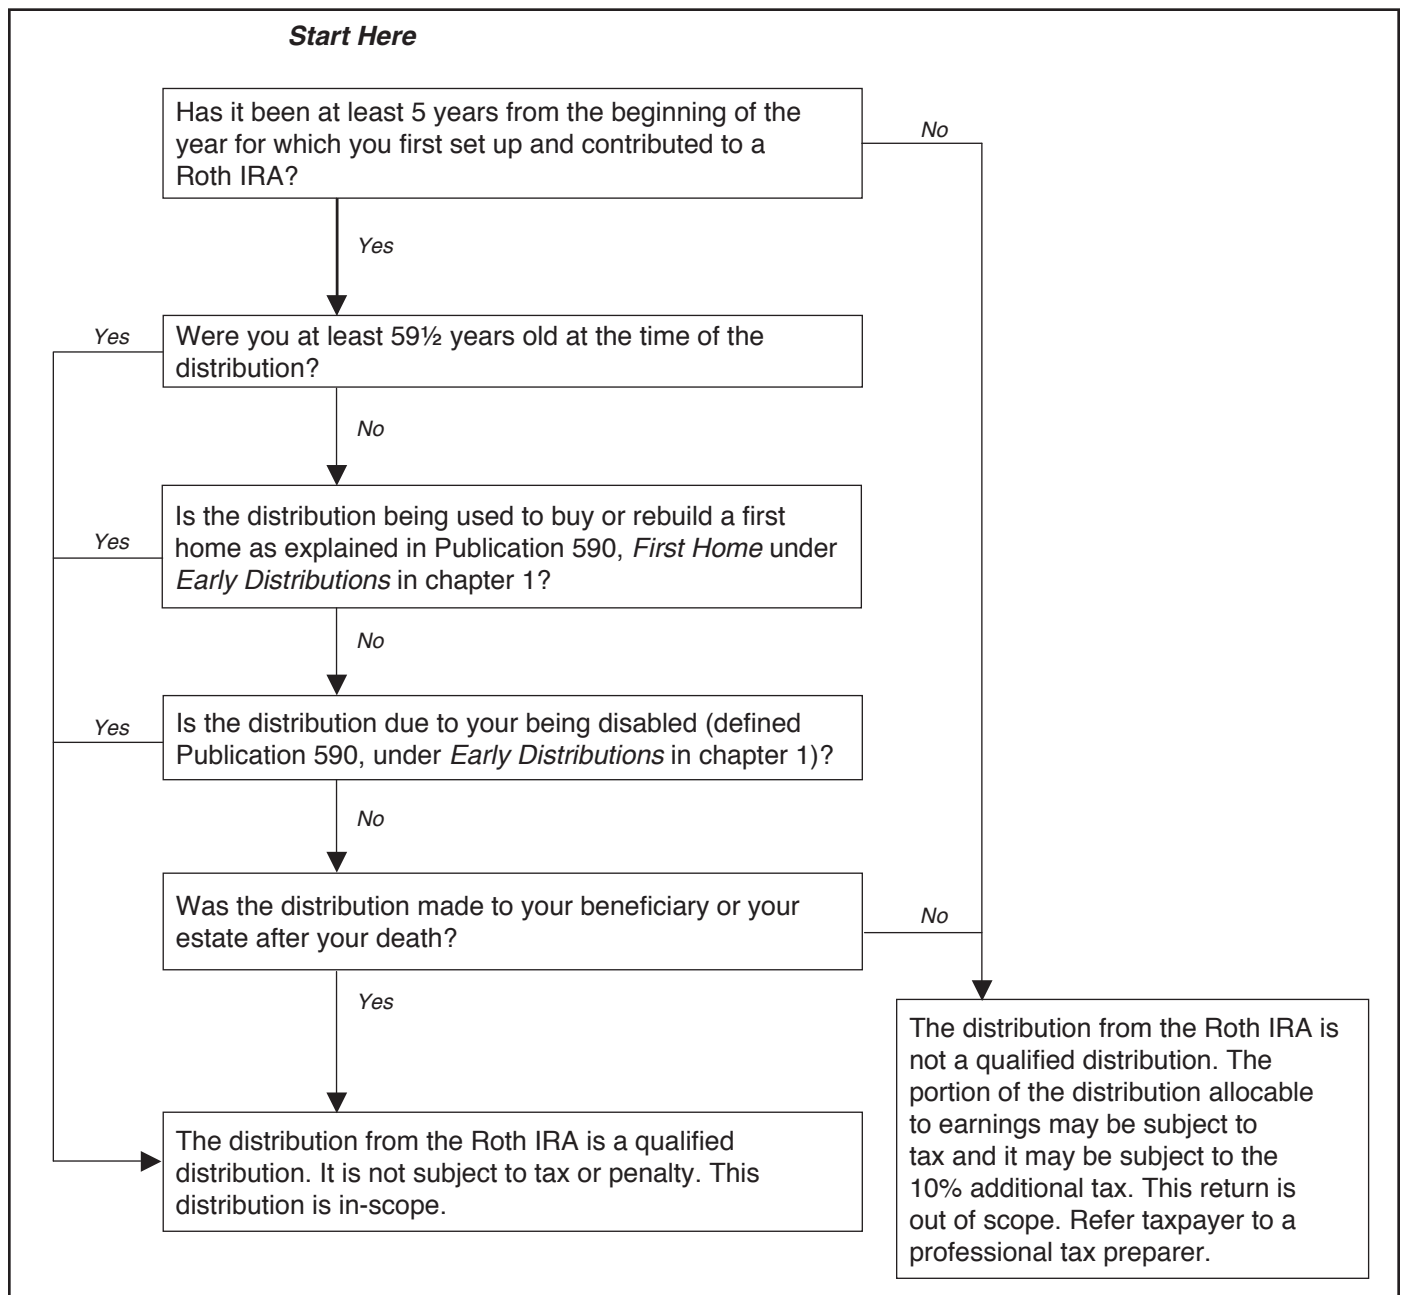 Start Here
Has it been at least 5 years from the beginning of the
year for which you first set up and contributed to a
Roth IRA?
No
Yes
Yes
Were you at least 59½ years old at the time of the
distribution?
No
Yes
Is the distribution being used to buy or rebuild a first
home as explained in Publication 590, First Home under
Early Distributions in chapter 1?
No
Yes
Is the distribution due to your being disabled (defined
Publication 590, under Early Distributions in chapter 1)?
No
Was the distribution made to your beneficiary or your
estate after your death?
No
Yes
The distribution from the Roth IRA is
not a qualified distribution. The
portion of the distribution allocable
to earnings may be subject to
tax and it may be subject to the
10% additional tax. This return is
out of scope. Refer taxpayer to a
professional tax preparer.
The distribution from the Roth IRA is a qualified
distribution. It is not subject to tax or penalty. This
distribution is in-scope.